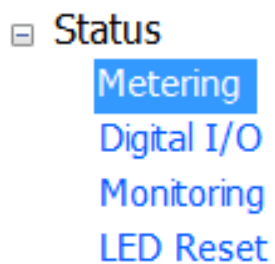 Status
Metering
Digital I/O
Monitoring
LED Reset